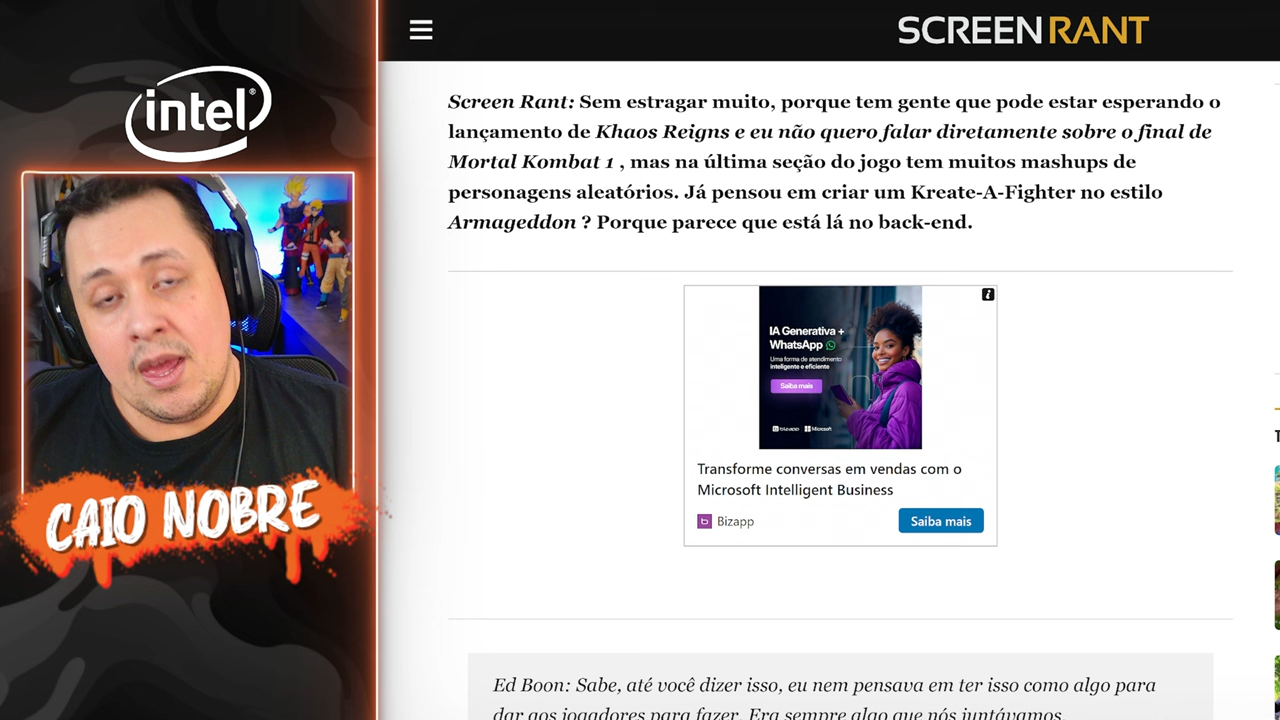 intel®
CAIO NOBRE
SCREENRANT
Screen Rant: Sem estragar muito, porque tem gente que pode estar esperando o
lançamento de Khaos Reigns e eu não quero falar diretamente sobre o final de
Mortal Kombat 1 , mas na última seção do jogo tem muitos mashups de
personagens aleatórios. Já pensou em criar um Kreate-A-Fighter no estilo
Armageddon ? Porque parece que está lá no back-end.
IA Generativa +
WhatsApp
Uma forma de atendimento
inteligente e eficiente
Saiba mais
bizapp Microsoft
Transforme conversas em vendas com o
Microsoft Intelligent Business
Bizapp
Saiba mais
Ed Boon: Sabe, até você dizer isso, eu nem pensava em ter isso como algo para
dar aos jogadores para fazer. Era sempre algo que nós juntávamos.